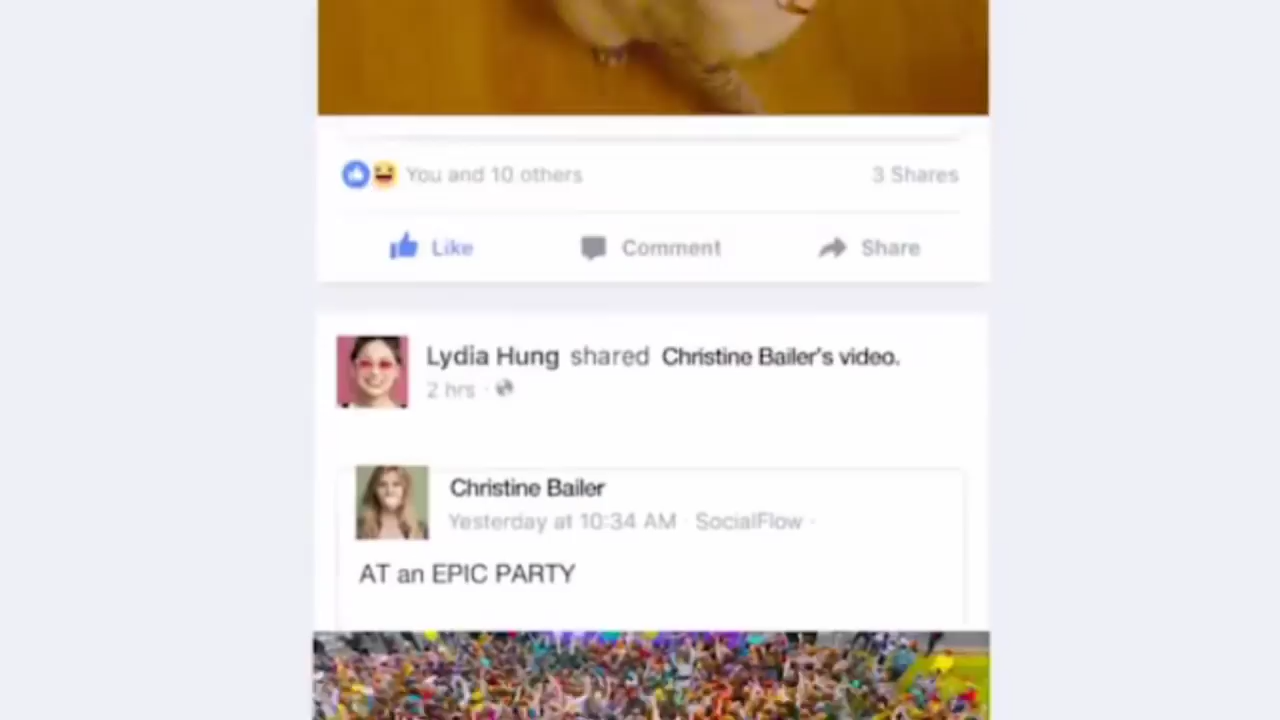 You and 10 others 3 Shares
Like Comment Share
Lydia Hung shared Christine Bailer's video.
2 hrs ·
Christine Bailer
Yesterday at 10:34 AM · SocialFlow ·
AT an EPIC PARTY